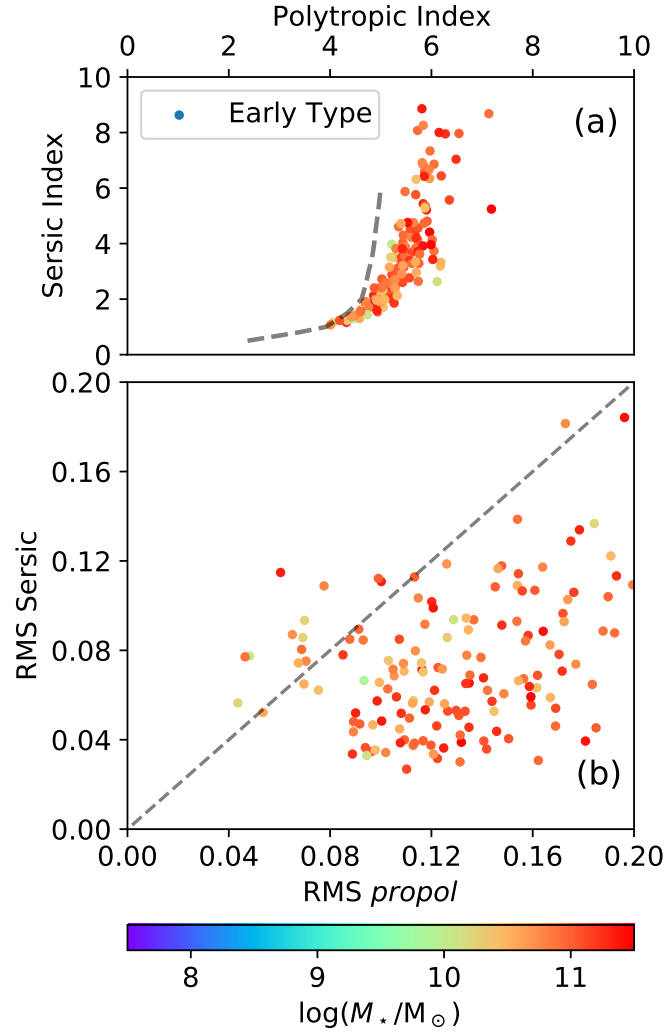 Polytropic Index
0 2 4 6 8 10
10
8
6
4
2
0
Sersic Index
Early Type
(a)
0.20
0.16
0.12
0.08
0.04
0.00
RMS Sersic
(b)
0.00 0.04 0.08 0.12 0.16 0.20
RMS propol
8 9 10 11
log(M⋆/M⊙)